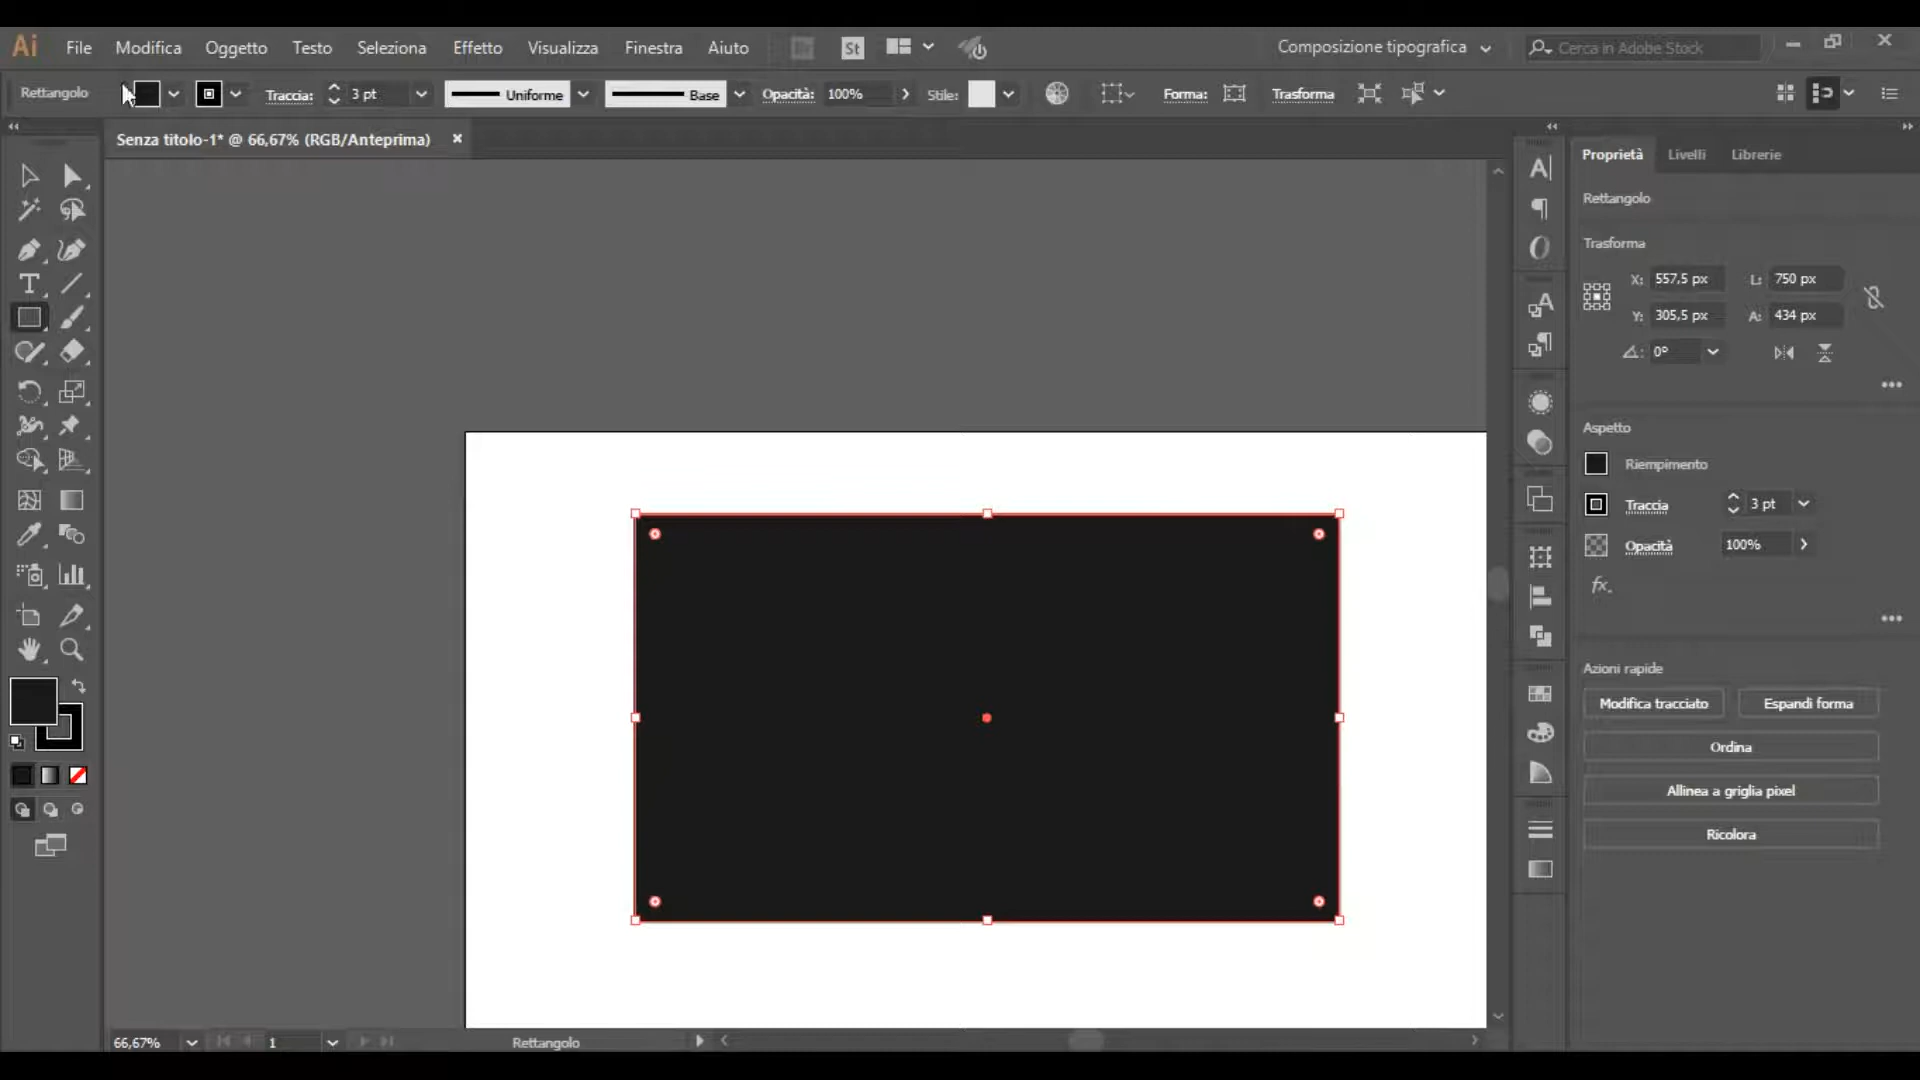 Ai File Modifica Oggetto Testo Seleziona Effetto Visualizza Finestra Aiuto St Composizione tipografica Cerca in Adobe Stock
Rettangolo Traccia: 3 pt Uniforme Base Opacità: 100% Stile: Forma: Trasforma
Senza titolo-1* @ 66,67% (RGB/Anteprima)
Proprietà Livelli Librerie
Rettangolo
Trasforma
X: 557,5 px L: 750 px
Y: 305,5 px A: 434 px
0°
Aspetto
Riempimento
Traccia 3 pt
Opacità 100%
fx.
Azioni rapide
Modifica tracciato Espandi forma
Ordina
Allinea a griglia pixel
Ricolora
66,67% 1 Rettangolo